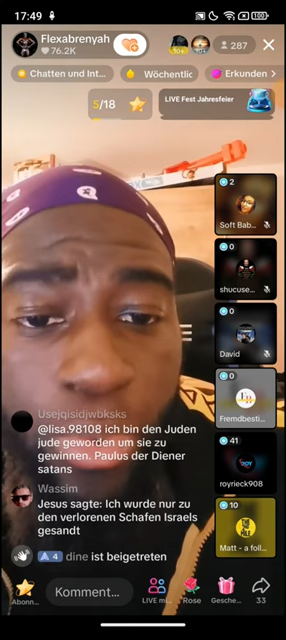 17:49
100
Flexabrenyah
76.2K
287
Chatten und Int...
Wöchentlic
Erkunden >
5/18
LIVE Fest Jahresfeier
2
Soft Bab...
0
shucuse...
0
David
0
Fremdbesti...
41
royrieck908
10
Matt - a foll...
Usejqisidjwbksks
@lisa.98108 ich bin den Juden
jude geworden um sie zu
gewinnen. Paulus der Diener
satans
Wassim
Jesus sagte: Ich wurde nur zu
den verlorenen Schafen Israels
gesandt
4 dine ist beigetreten
Abonn...
Komment...
LIVE mi...
Rose
Gesche...
33